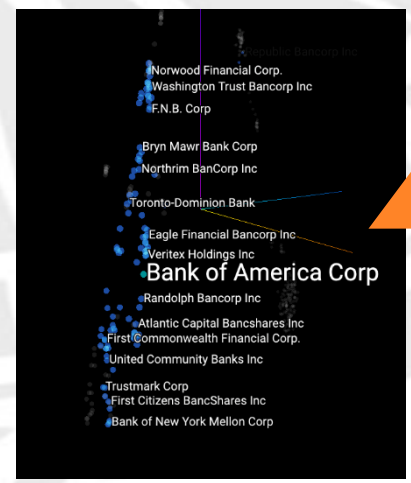 Republic Bancorp Inc
Norwood Financial Corp.
Washington Trust Bancorp Inc
F.N.B. Corp
Bryn Mawr Bank Corp
Northrim BanCorp Inc
Toronto-Dominion Bank
Eagle Financial Bancorp Inc
Veritex Holdings Inc
Bank of America Corp
Randolph Bancorp Inc
Atlantic Capital Bancshares Inc
First Commonwealth Financial Corp.
United Community Banks Inc
Trustmark Corp
First Citizens BancShares Inc
Bank of New York Mellon Corp